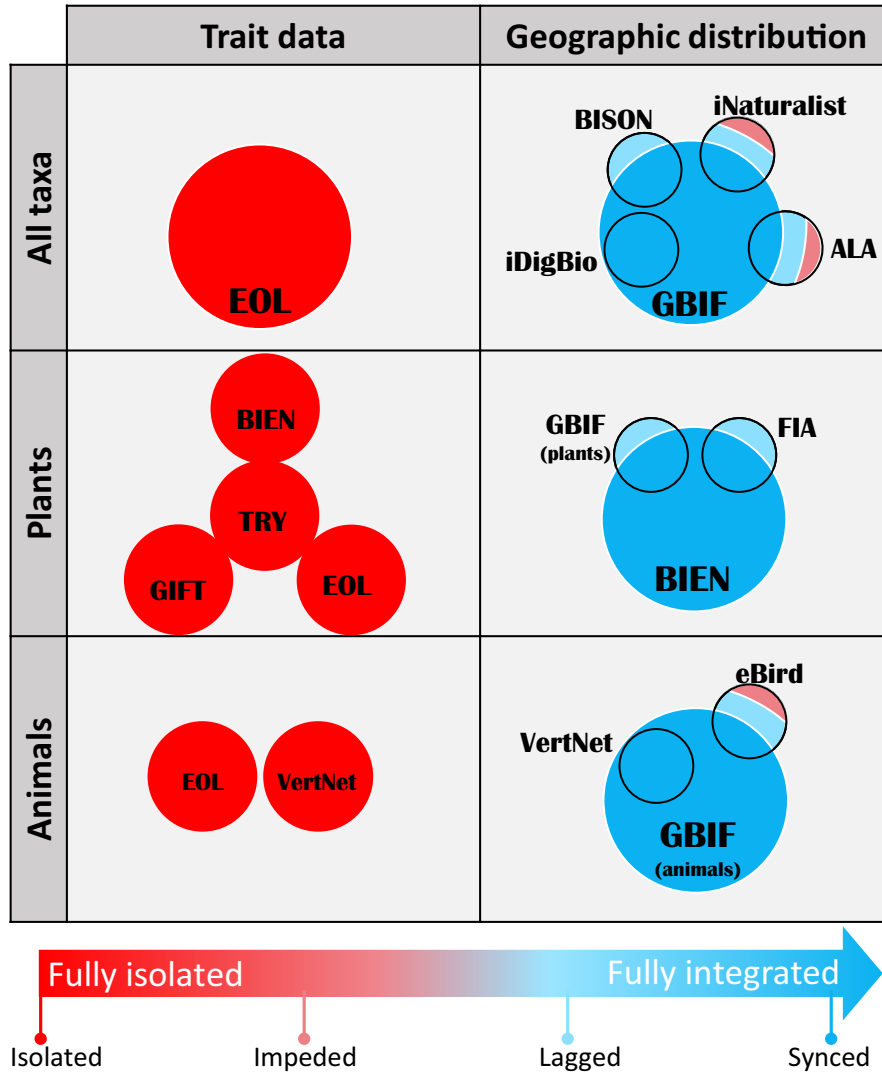 Trait data
Geographic distribution
All taxa
EOL
BISON
iNaturalist
iDigBio
ALA
GBIF
Plants
BIEN
TRY
GIFT
EOL
GBIF
(plants)
FIA
BIEN
Animals
EOL
VertNet
eBird
VertNet
GBIF
(animals)
Fully isolated
Fully integrated
Isolated
Impeded
Lagged
Synced